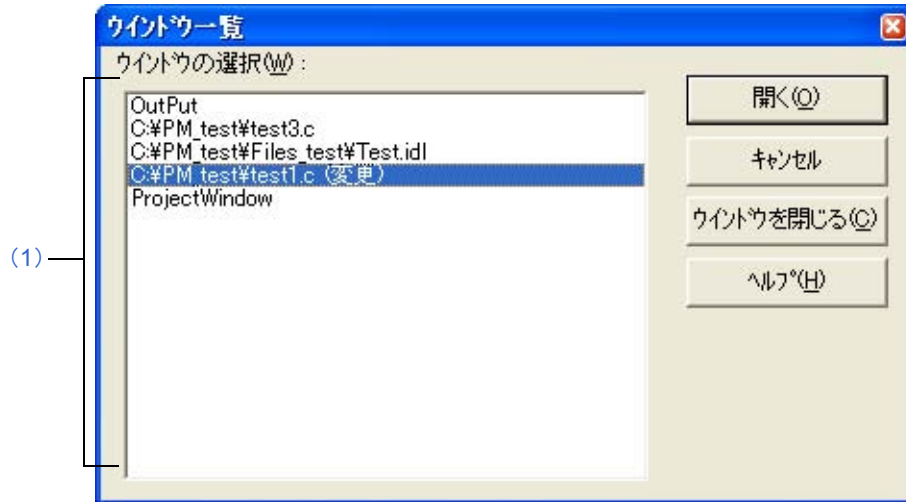 ウインドウ一覧
ウインドウの選択(W):
OutPut
C:¥PM_test¥test3.c
C:¥PM_test¥Files_test¥Test.idl
C:¥PM_test¥test1.c (変更)
ProjectWindow
(1)
開く(O)
キャンセル
ウインドウを閉じる(C)
ヘルプ(H)